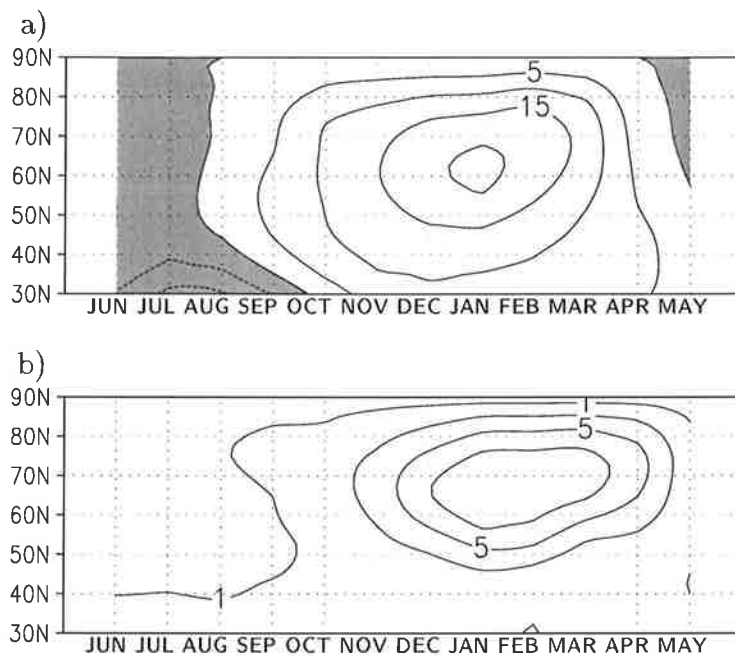 a)
90N
5
80N
15
70N
60N
50N
40N
30N
JUN JUL AUG SEP OCT NOV DEC JAN FEB MAR APR MAY
b)
90N
1
80N
5
70N
60N
50N
5
40N
1
30N
JUN JUL AUG SEP OCT NOV DEC JAN FEB MAR APR MAY